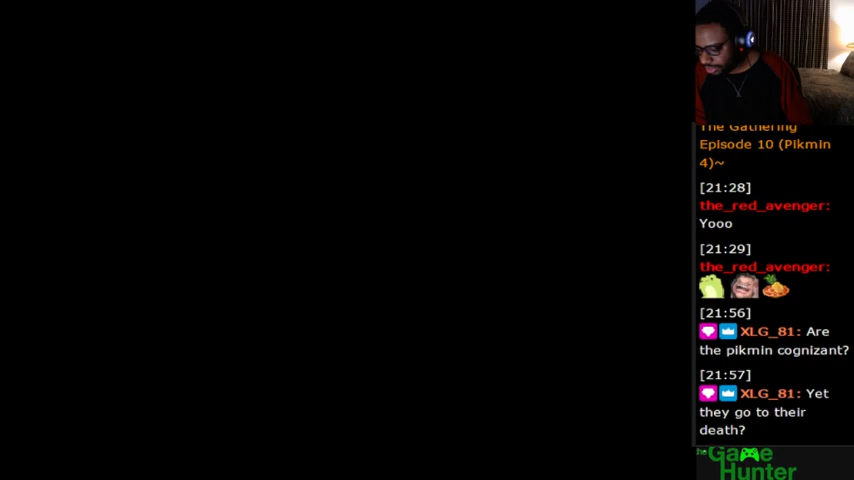 The Gathering
Episode 10 (Pikmin
4)~
[21:28]
the_red_avenger:
Yooo
[21:29]
the_red_avenger:
[21:56]
XLG_81: Are
the pikmin cognizant?
[21:57]
XLG_81: Yet
they go to their
death?
the Game
Hunter